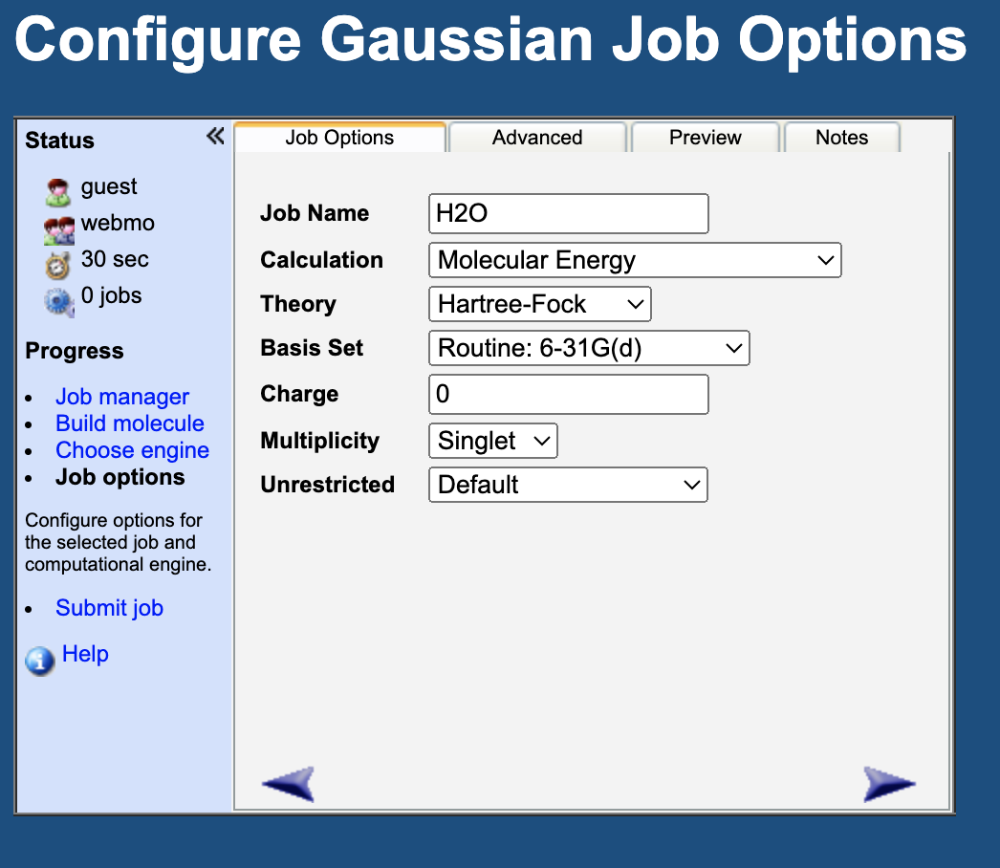 Configure Gaussian Job Options
Status
guest
webmo
30 sec
0 jobs
Progress
Job manager
Build molecule
Choose engine
Job options
Configure options for
the selected job and
computational engine.
Submit job
Help
Job Options Advanced Preview Notes
Job Name H2O
Calculation Molecular Energy
Theory Hartree-Fock
Basis Set Routine: 6-31G(d)
Charge 0
Multiplicity Singlet
Unrestricted Default